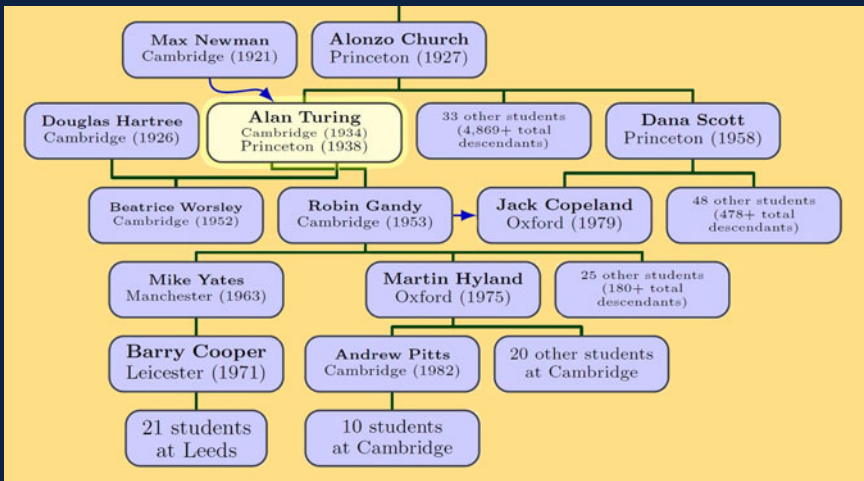 Max Newman
Cambridge (1921)
Alonzo Church
Princeton (1927)
Douglas Hartree
Cambridge (1926)
Alan Turing
Cambridge (1934)
Princeton (1938)
33 other students
(4,869+ total
descendants)
Dana Scott
Princeton (1958)
Beatrice Worsley
Cambridge (1952)
Robin Gandy
Cambridge (1953)
Jack Copeland
Oxford (1979)
48 other students
(478+ total
descendants)
Mike Yates
Manchester (1963)
Martin Hyland
Oxford (1975)
25 other students
(180+ total
descendants)
Barry Cooper
Leicester (1971)
Andrew Pitts
Cambridge (1982)
20 other students
at Cambridge
21 students
at Leeds
10 students
at Cambridge